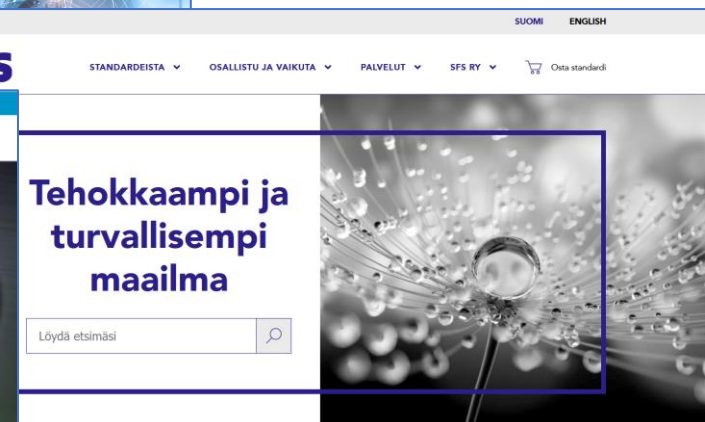 SUOMI ENGLISH
S
STANDARDEISTA OSALLISTU JA VAIKUTA PALVELUT SFS RY Osta standardi
Tehokkaampi ja
turvallisempi
maailma
Löydä etsimäsi